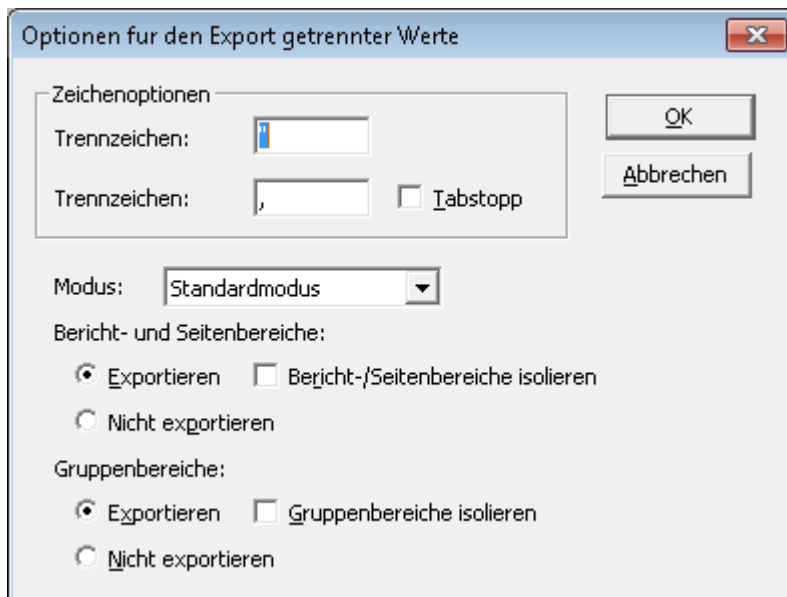 Optionen fur den Export getrennter Werte
Zeichenoptionen
Trennzeichen: "
Trennzeichen: , Tabstopp
OK
Abbrechen
Modus: Standardmodus
Bericht- und Seitenbereiche:
Exportieren Bericht-/Seitenbereiche isolieren
Nicht exportieren
Gruppenbereiche:
Exportieren Gruppenbereiche isolieren
Nicht exportieren